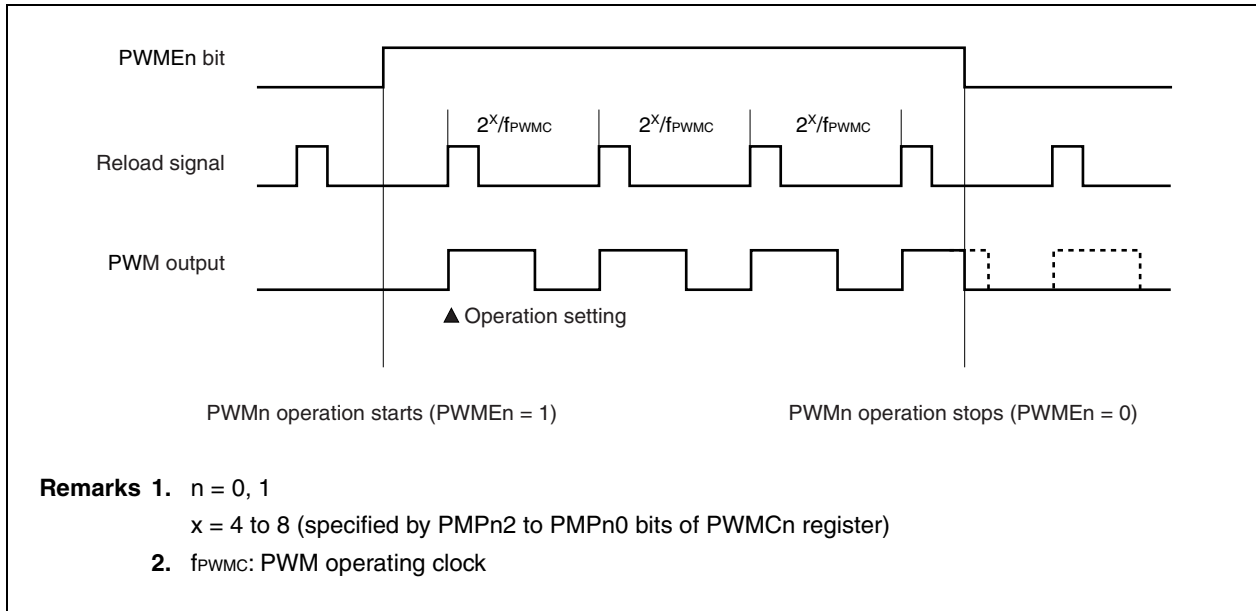 PWMEn bit
2^X/fPWMC 2^X/fPWMC 2^X/fPWMC
Reload signal
PWM output
▲ Operation setting
PWMn operation starts (PWMEn = 1) PWMn operation stops (PWMEn = 0)
Remarks 1. n = 0, 1
x = 4 to 8 (specified by PMPn2 to PMPn0 bits of PWMCn register)
2. fPWMC: PWM operating clock